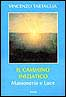 VINCENZO TARTAGLIA
IL CAMMINO
INIZIATICO
Massoneria e Luce